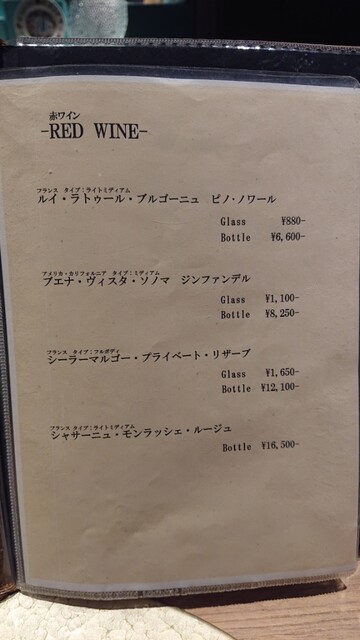 赤ワイン
-RED WINE-
フランス タイプ：ライトミディアム
ルイ・ラトゥール・ブルゴーニュ ピノ・ノワール
Glass ¥880-
Bottle ¥6,600-
アメリカ・カリフォルニア タイプ：ミディアム
ブエナ・ヴィスタ・ソノマ ジンファンデル
Glass ¥1,100-
Bottle ¥8,250-
フランス タイプ：フルボディ
シーラーマルゴー・プライベート・リザーブ
Glass ¥1,650-
Bottle ¥12,100-
フランス タイプ：ライトミディアム
シャサーニュ・モンラッシェ・ルージュ
Bottle ¥16,500-